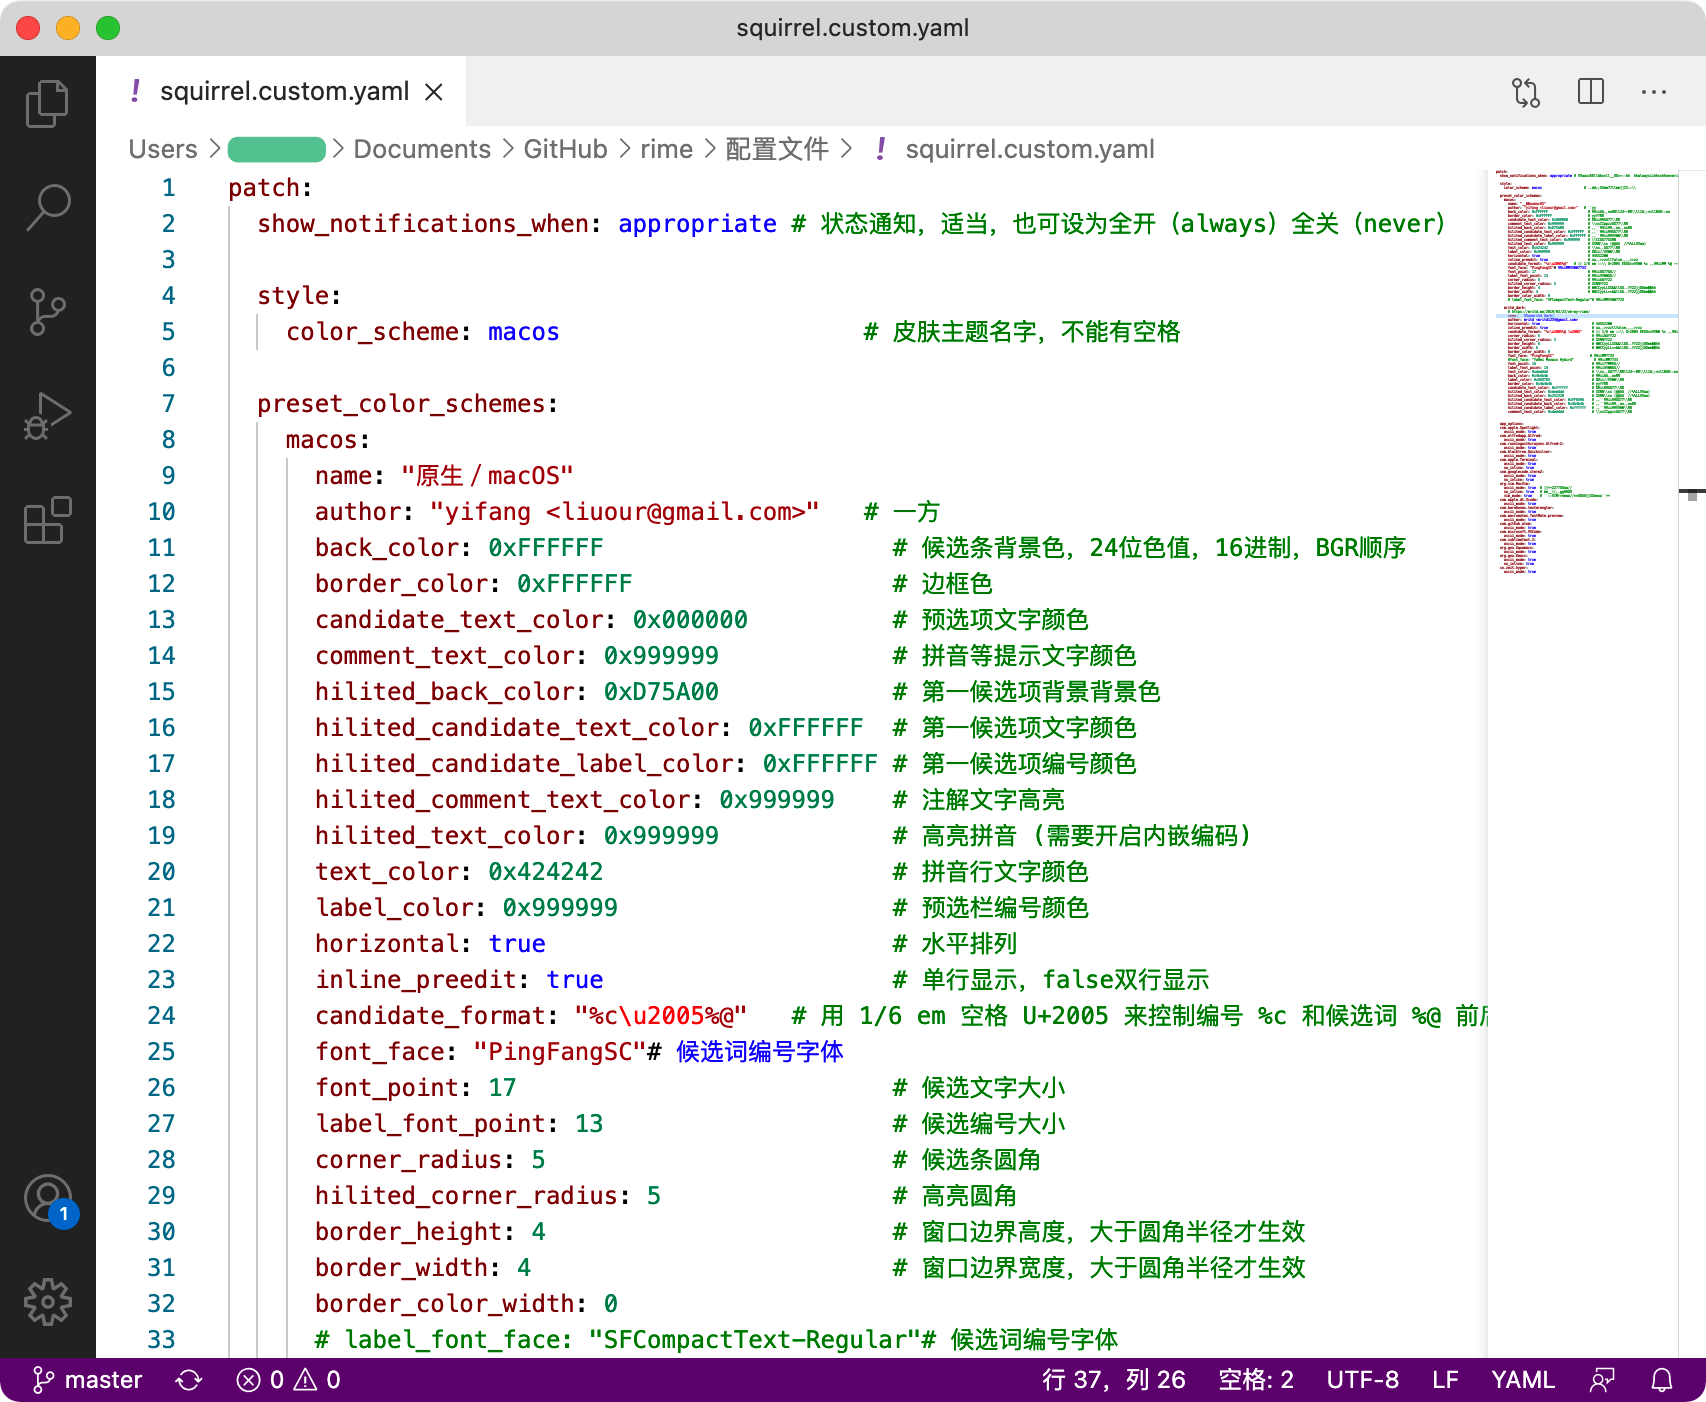 squirrel.custom.yaml
squirrel.custom.yaml
Users > Documents > GitHub > rime > 配置文件 > ! squirrel.custom.yaml
1 patch:
2 show_notifications_when: appropriate # 状态通知，适当，也可设为全开（always）全关（never）
3
4 style:
5 color_scheme: macos # 皮肤主题名字，不能有空格
6
7 preset_color_schemes:
8 macos:
9 name: "原生／macOS"
10 author: "yifang <liuour@gmail.com>" # 一方
11 back_color: 0xFFFFFF # 候选条背景色，24位色值，16进制，BGR顺序
12 border_color: 0xFFFFFF # 边框色
13 candidate_text_color: 0x000000 # 预选项文字颜色
14 comment_text_color: 0x999999 # 拼音等提示文字颜色
15 hilited_back_color: 0xD75A00 # 第一候选项背景背景色
16 hilited_candidate_text_color: 0xFFFFFF # 第一候选项文字颜色
17 hilited_candidate_label_color: 0xFFFFFF # 第一候选项编号颜色
18 hilited_comment_text_color: 0x999999 # 注解文字高亮
19 hilited_text_color: 0x999999 # 高亮拼音 (需要开启内嵌编码)
20 text_color: 0x424242 # 拼音行文字颜色
21 label_color: 0x999999 # 预选栏编号颜色
22 horizontal: true # 水平排列
23 inline_preedit: true # 单行显示，false双行显示
24 candidate_format: "%c\u2005%@" # 用 1/6 em 空格 U+2005 来控制编号 %c 和候选词 %@ 前
25 font_face: "PingFangSC"# 候选词编号字体
26 font_point: 17 # 候选文字大小
27 label_font_point: 13 # 候选编号大小
28 corner_radius: 5 # 候选条圆角
29 hilited_corner_radius: 5 # 高亮圆角
30 border_height: 4 # 窗口边界高度，大于圆角半径才生效
31 border_width: 4 # 窗口边界宽度，大于圆角半径才生效
32 border_color_width: 0
33 # label_font_face: "SFCompactText-Regular"# 候选词编号字体
1
master 0 0 行 37，列 26 空格: 2 UTF-8 LF YAML